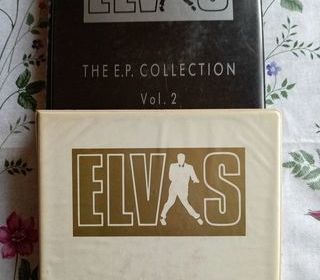 ELVIS
THE E.P. COLLECTION
Vol. 2
ELVIS